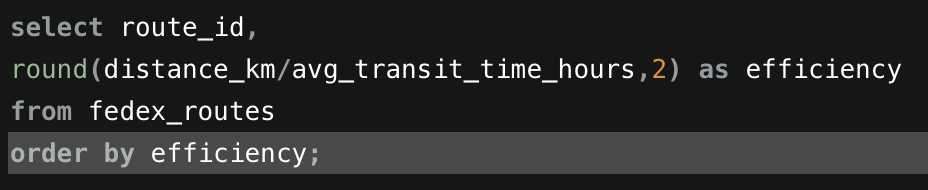 select route_id,
round(distance_km/avg_transit_time_hours,2) as efficiency
from fedex_routes
order by efficiency;